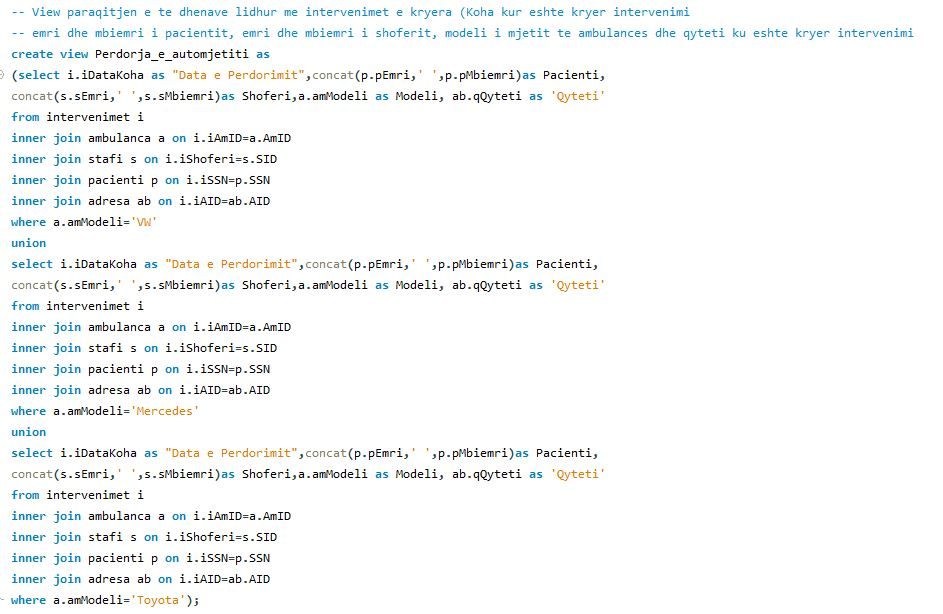 -- View paraqitjen e te dhenave lidhur me intervenimet e kryera (Koha kur eshte kryer intervenimi
-- emri dhe mbiemri i pacientit, emri dhe mbiemri i shoferit, modeli i mjetit te ambulances dhe qyteti ku eshte kryer intervenimi
create view Perdorja_e_automjetiti as
(select i.iDataKoha as "Data e Perdorimit",concat(p.pEmri,' ',p.pMbiemri)as Pacienti,
concat(s.sEmri,' ',s.sMbiemri)as Shoferi,a.amModeli as Modeli, ab.qQyteti as 'Qyteti'
from intervenimet i
inner join ambulanca a on i.iAmID=a.AmID
inner join stafi s on i.iShoferi=s.SID
inner join pacienti p on i.iSSN=p.SSN
inner join adresa ab on i.iAID=ab.AID
where a.amModeli='VW'
union
select i.iDataKoha as "Data e Perdorimit",concat(p.pEmri,' ',p.pMbiemri)as Pacienti,
concat(s.sEmri,' ',s.sMbiemri)as Shoferi,a.amModeli as Modeli, ab.qQyteti as 'Qyteti'
from intervenimet i
inner join ambulanca a on i.iAmID=a.AmID
inner join stafi s on i.iShoferi=s.SID
inner join pacienti p on i.iSSN=p.SSN
inner join adresa ab on i.iAID=ab.AID
where a.amModeli='Mercedes'
union
select i.iDataKoha as "Data e Perdorimit",concat(p.pEmri,' ',p.pMbiemri)as Pacienti,
concat(s.sEmri,' ',s.sMbiemri)as Shoferi,a.amModeli as Modeli, ab.qQyteti as 'Qyteti'
from intervenimet i
inner join ambulanca a on i.iAmID=a.AmID
inner join stafi s on i.iShoferi=s.SID
inner join pacienti p on i.iSSN=p.SSN
inner join adresa ab on i.iAID=ab.AID
where a.amModeli='Toyota');